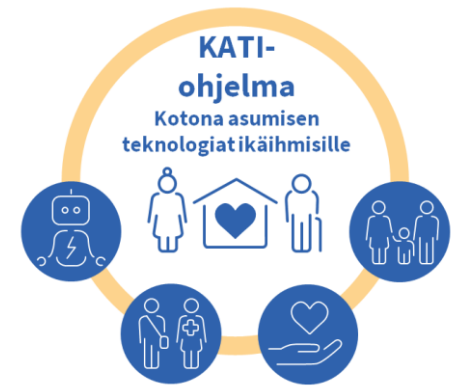 KATI-
ohjelma
Kotona asumisen
teknologiat ikäihmisille